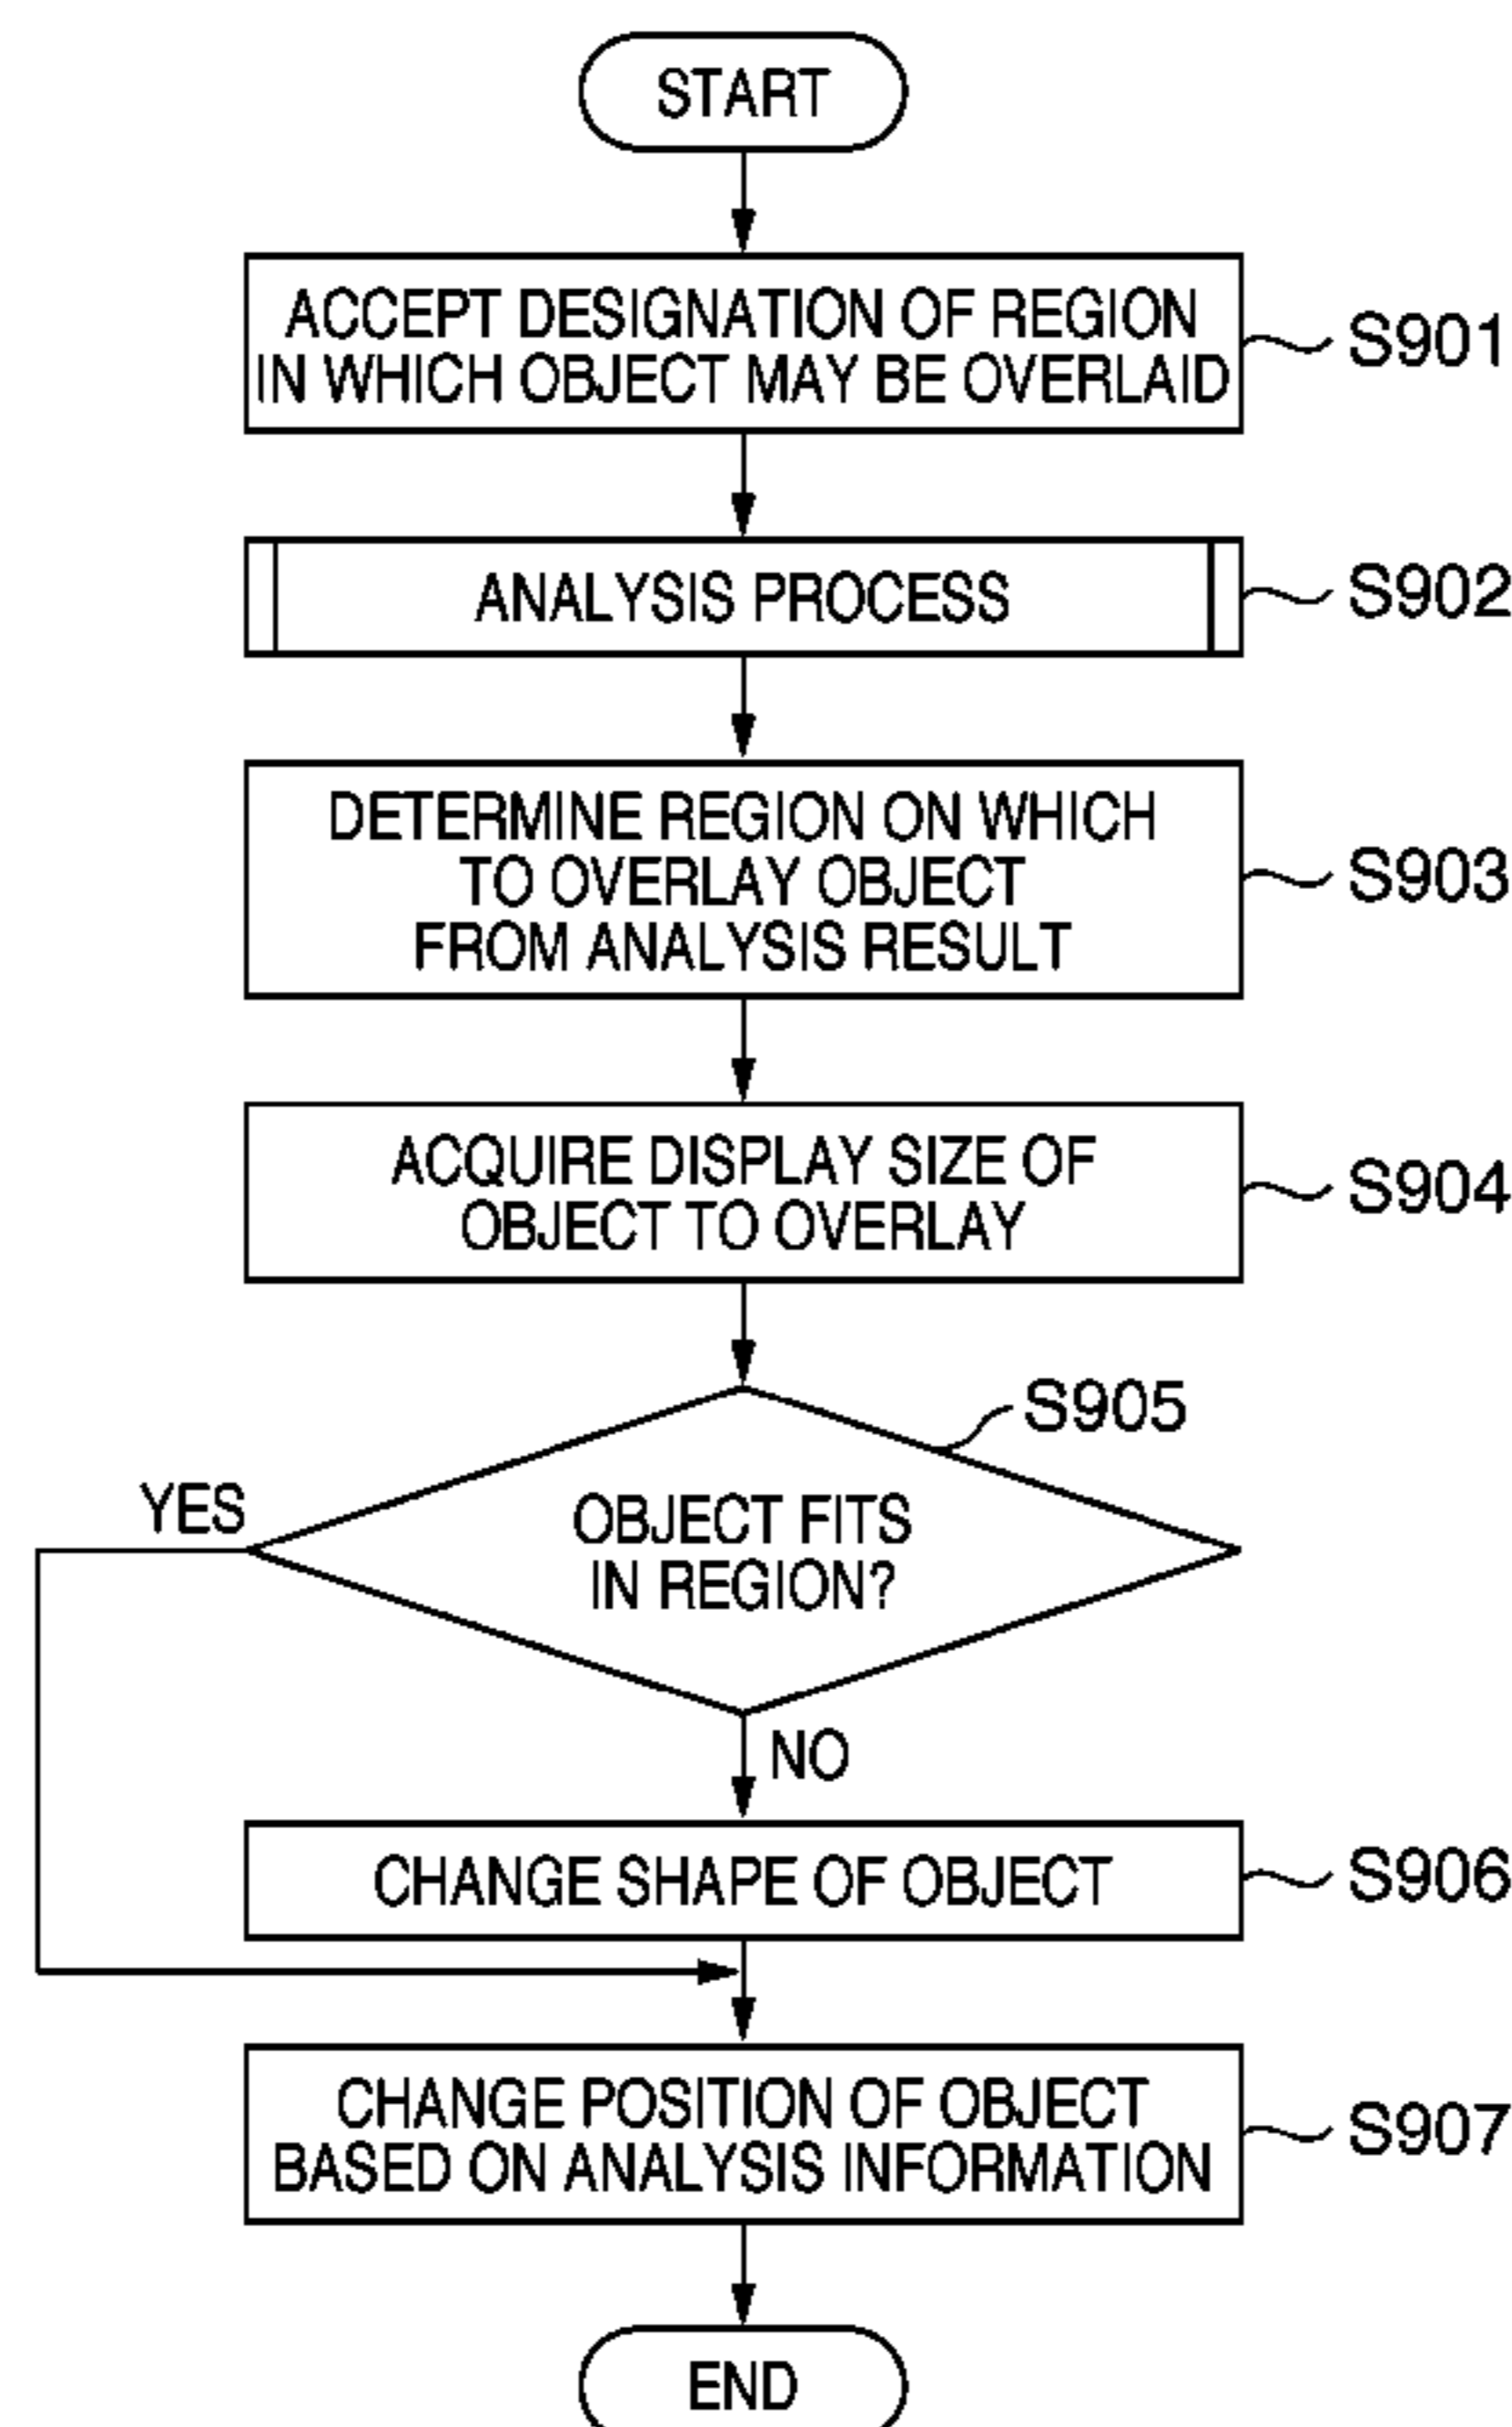 START
ACCEPT DESIGNATION OF REGION
IN WHICH OBJECT MAY BE OVERLAID
S901
ANALYSIS PROCESS
S902
DETERMINE REGION ON WHICH
TO OVERLAY OBJECT
FROM ANALYSIS RESULT
S903
ACQUIRE DISPLAY SIZE OF
OBJECT TO OVERLAY
S904
S905
YES
OBJECT FITS
IN REGION?
NO
CHANGE SHAPE OF OBJECT
S906
CHANGE POSITION OF OBJECT
BASED ON ANALYSIS INFORMATION
S907
END